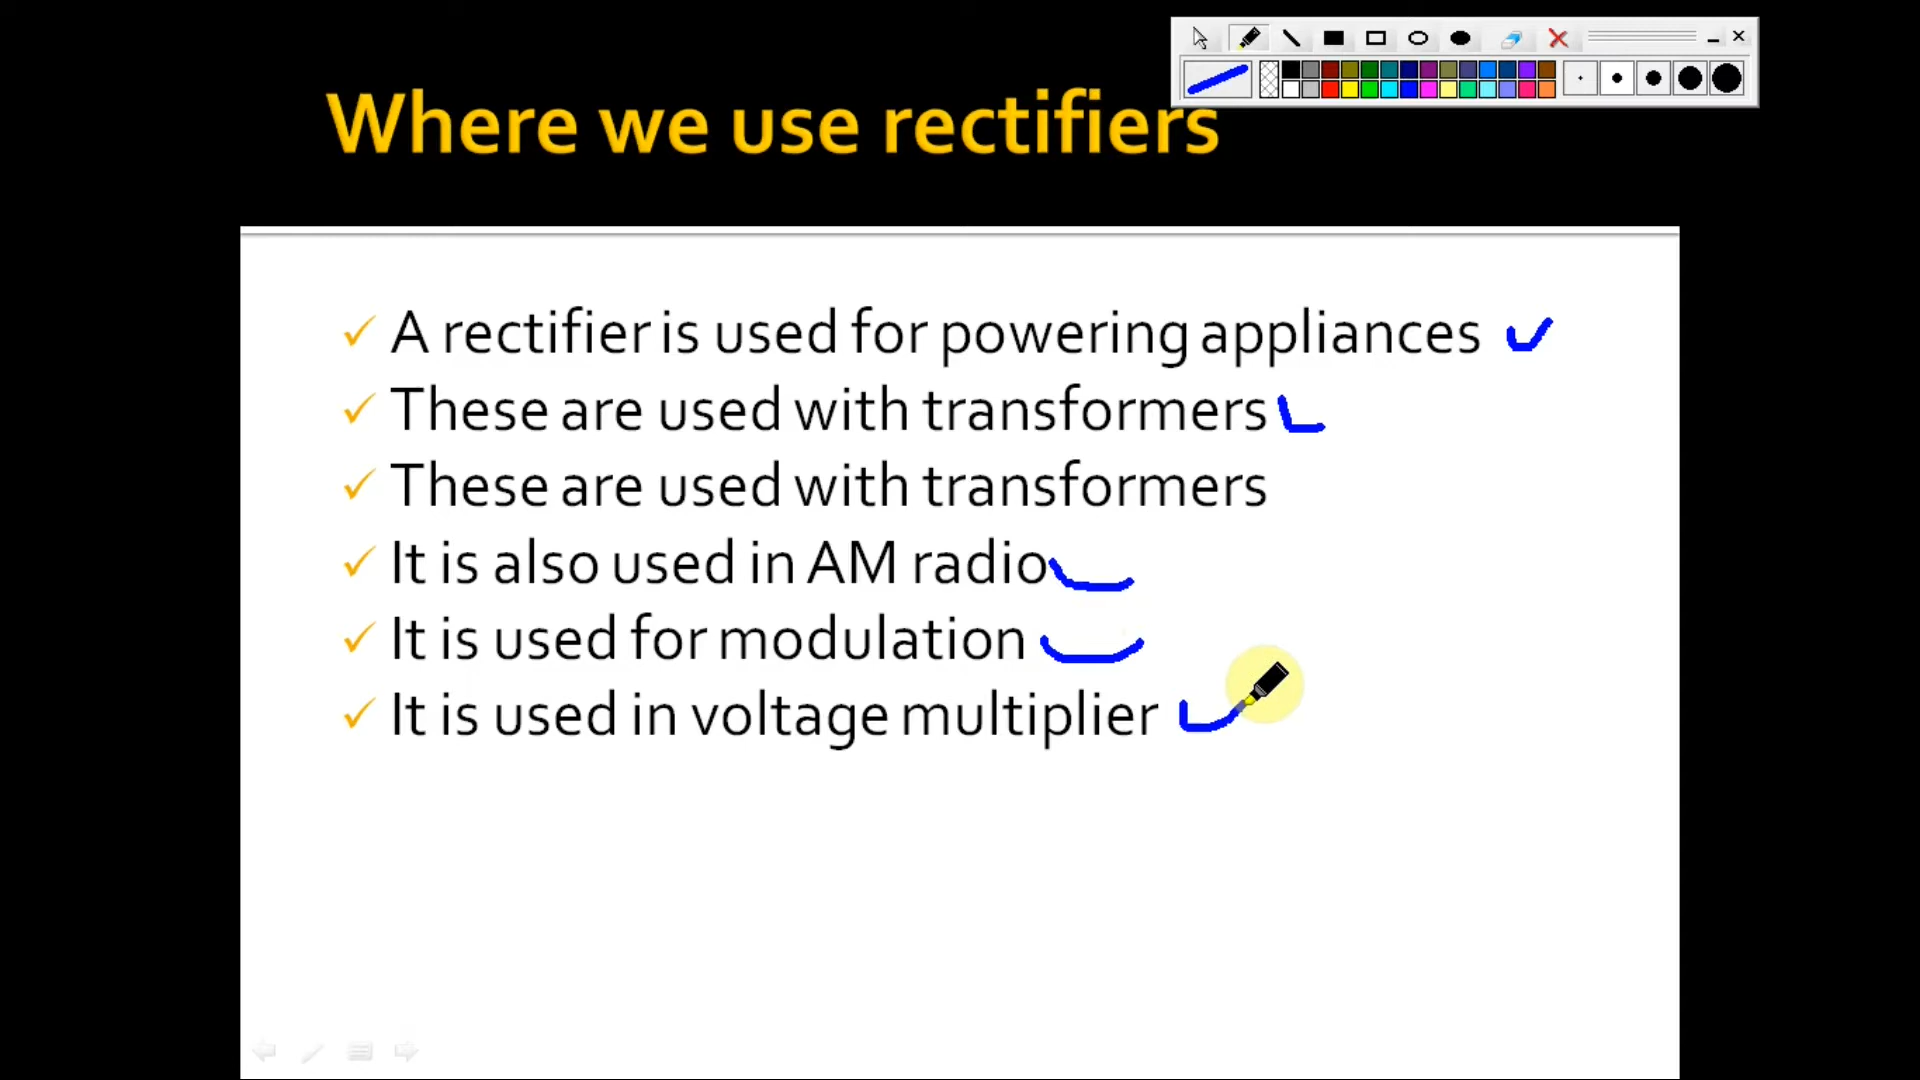 Where we use rectifiers
A rectifier is used for powering appliances
These are used with transformers
These are used with transformers
It is also used in AM radio
It is used for modulation
It is used in voltage multiplier